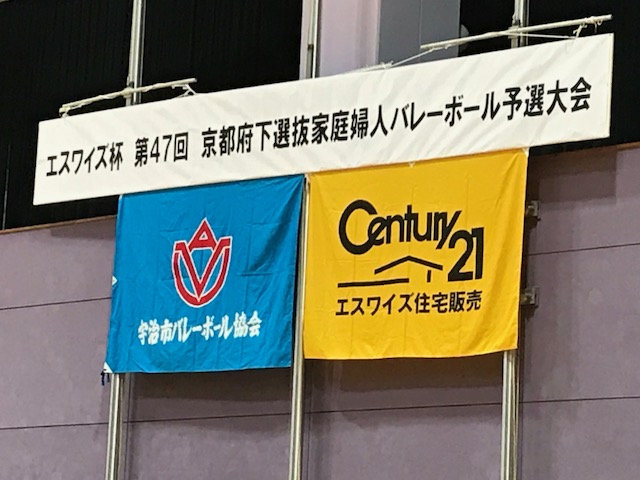 エスワイズ杯 第47回 京都府下選抜家庭婦人バレーボール予選大会
宇治市バレーボール協会
Century 21
エスワイズ住宅販売